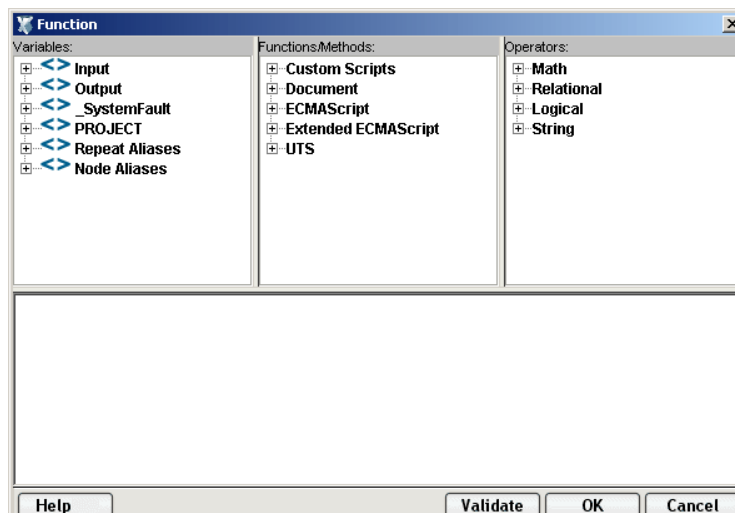 Function
Variables:
Input
Output
_SystemFault
PROJECT
Repeat Aliases
Node Aliases
Functions/Methods:
Custom Scripts
Document
ECMAScript
Extended ECMAScript
UTS
Operators:
Math
Relational
Logical
String
Help
Validate
OK
Cancel